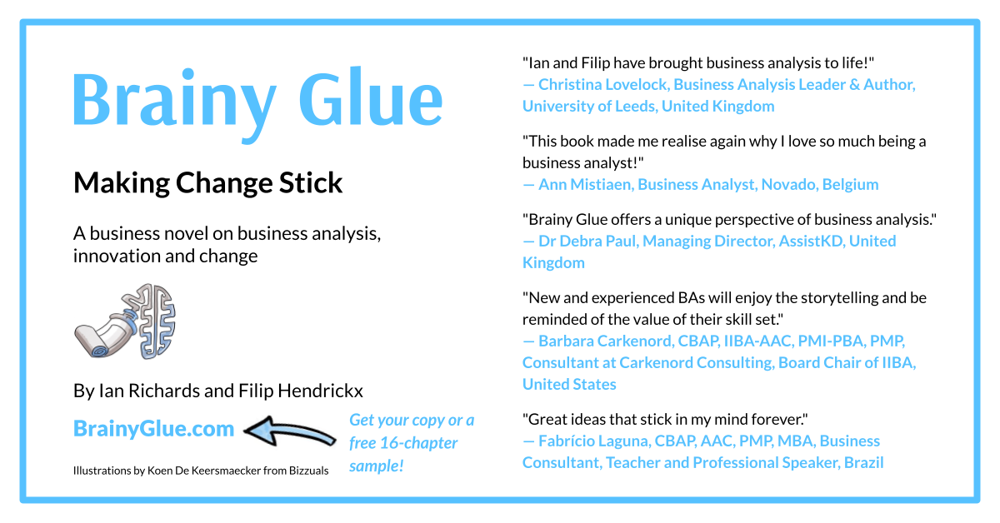 Brainy Glue
Making Change Stick
A business novel on business analysis,
innovation and change
By Ian Richards and Filip Hendrickx
BrainyGlue.com
Get your copy or a
free 16-chapter
sample!
Illustrations by Koen De Keersmaecker from Bizzuals
"Ian and Filip have brought business analysis to life!"
— Christina Lovelock, Business Analysis Leader & Author,
University of Leeds, United Kingdom
"This book made me realise again why I love so much being a
business analyst!"
— Ann Mistiaen, Business Analyst, Novado, Belgium
"Brainy Glue offers a unique perspective of business analysis."
— Dr Debra Paul, Managing Director, AssistKD, United
Kingdom
"New and experienced BAs will enjoy the storytelling and be
reminded of the value of their skill set."
— Barbara Carkenord, CBAP, IIBA-AAC, PMI-PBA, PMP,
Consultant at Carkenord Consulting, Board Chair of IIBA,
United States
"Great ideas that stick in my mind forever."
— Fabrício Laguna, CBAP, AAC, PMP, MBA, Business
Consultant, Teacher and Professional Speaker, Brazil